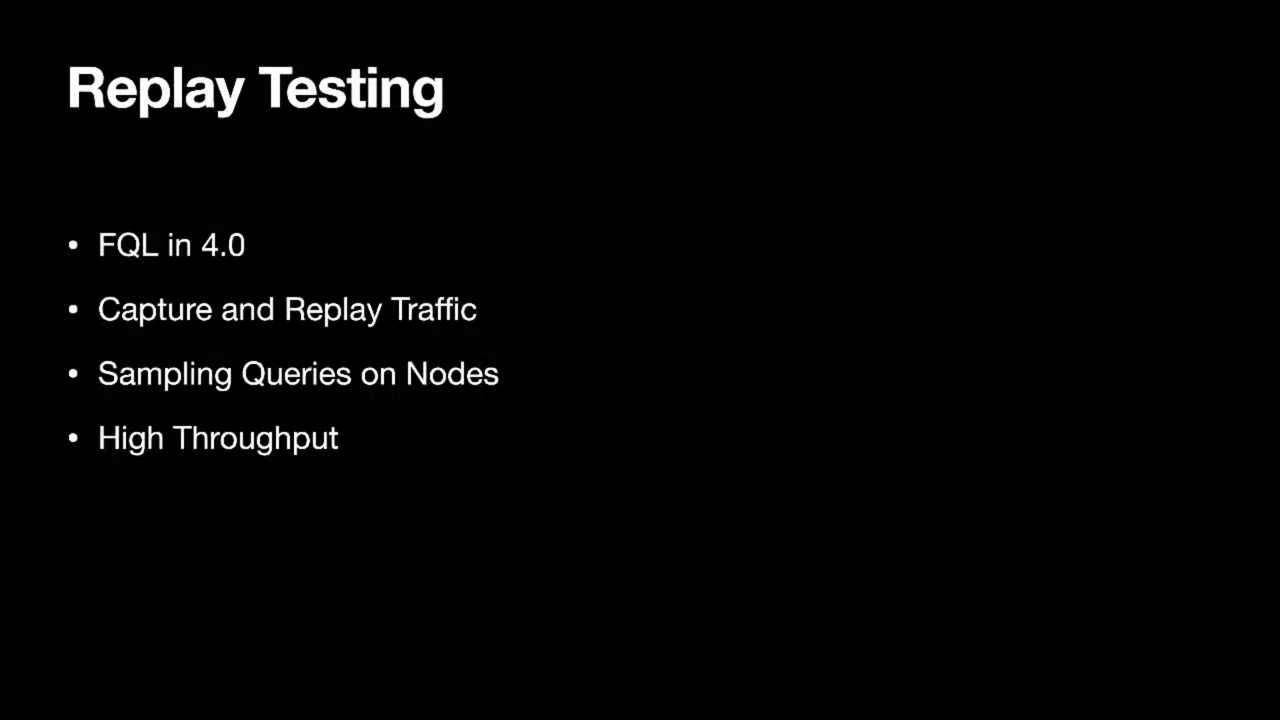 Replay Testing
• FQL in 4.0
• Capture and Replay Traffic
• Sampling Queries on Nodes
• High Throughput